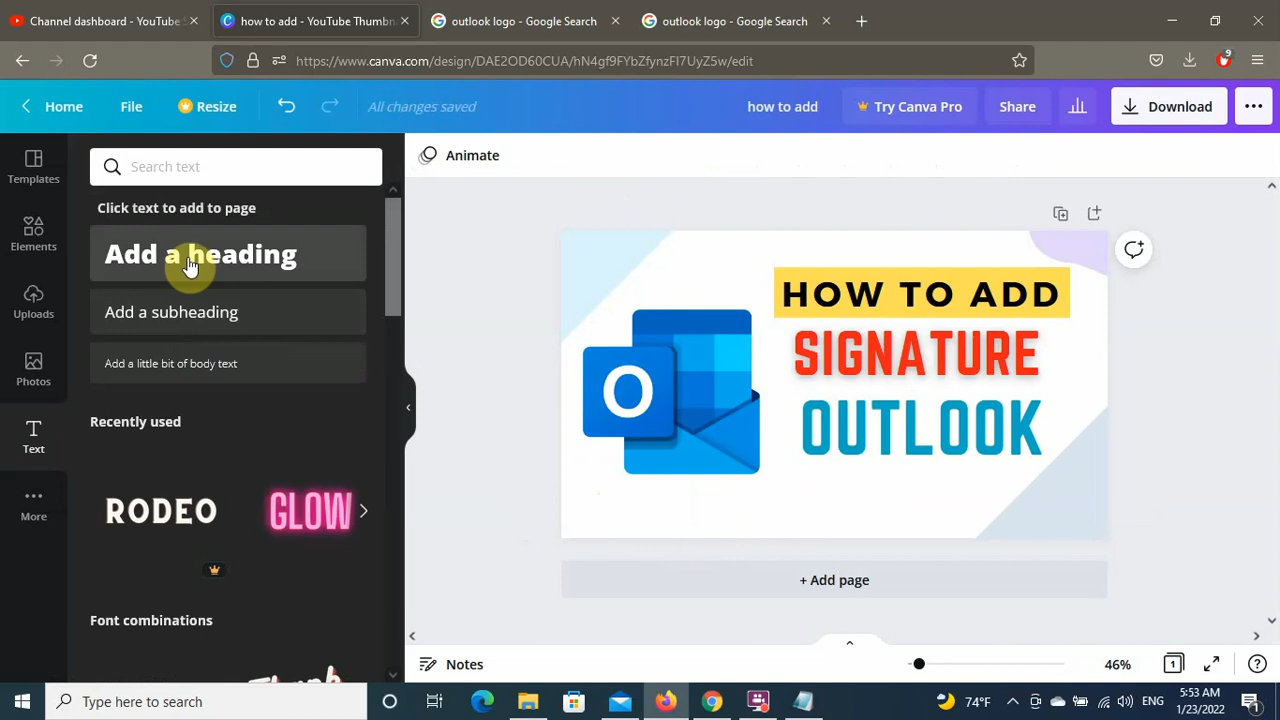 Channel dashboard - YouTube S
how to add - YouTube Thumbn
outlook logo - Google Search
outlook logo - Google Search
https://www.canva.com/design/DAE2OD60CUA/hN4gf9FYbZfynzFI7UyZ5w/edit
9
Home
File
Resize
All changes saved
how to add
Try Canva Pro
Share
Download
Templates
Elements
Uploads
Photos
Text
More
Search text
Click text to add to page
Add a heading
Add a subheading
Add a little bit of body text
Recently used
RODEO
GLOW
Font combinations
Animate
HOW TO ADD
SIGNATURE
OUTLOOK
O
+ Add page
Notes
46%
1
Type here to search
74°F
ENG
5:53 AM
1/23/2022
1